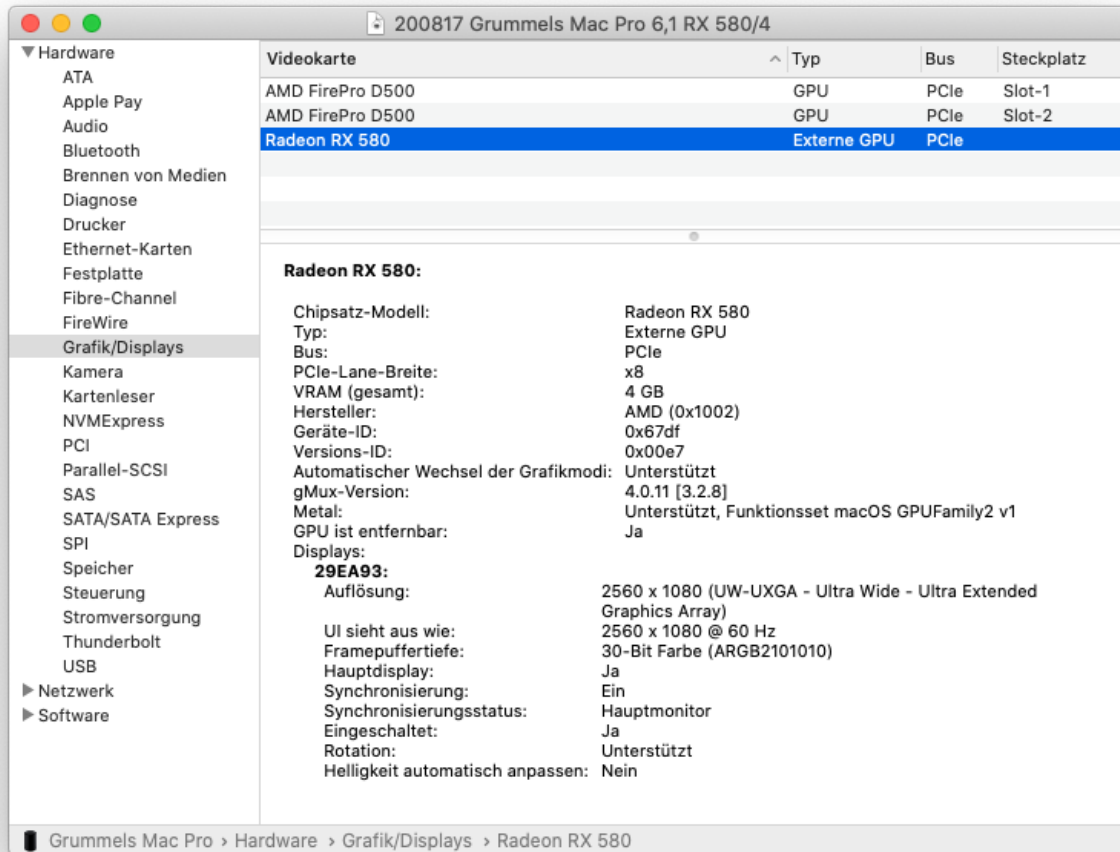 200817 Grummels Mac Pro 6,1 RX 580/4
Hardware
ATA
Apple Pay
Audio
Bluetooth
Brennen von Medien
Diagnose
Drucker
Ethernet-Karten
Festplatte
Fibre-Channel
FireWire
Grafik/Displays
Kamera
Kartenleser
NVMExpress
PCI
Parallel-SCSI
SAS
SATA/SATA Express
SPI
Speicher
Steuerung
Stromversorgung
Thunderbolt
USB
Netzwerk
Software
Videokarte Typ Bus Steckplatz
AMD FirePro D500 GPU PCIe Slot-1
AMD FirePro D500 GPU PCIe Slot-2
Radeon RX 580 Externe GPU PCIe
Radeon RX 580:
Chipsatz-Modell: Radeon RX 580
Typ: Externe GPU
Bus: PCIe
PCIe-Lane-Breite: x8
VRAM (gesamt): 4 GB
Hersteller: AMD (0x1002)
Geräte-ID: 0x67df
Versions-ID: 0x00e7
Automatischer Wechsel der Grafikmodi: Unterstützt
gMux-Version: 4.0.11 [3.2.8]
Metal: Unterstützt, Funktionsset macOS GPUFamily2 v1
GPU ist entfernbar: Ja
Displays:
29EA93:
Auflösung: 2560 x 1080 (UW-UXGA - Ultra Wide - Ultra Extended
Graphics Array)
UI sieht aus wie: 2560 x 1080 @ 60 Hz
Framepuffertiefe: 30-Bit Farbe (ARGB2101010)
Hauptdisplay: Ja
Synchronisierung: Ein
Synchronisierungsstatus: Hauptmonitor
Eingeschaltet: Ja
Rotation: Unterstützt
Helligkeit automatisch anpassen: Nein
Grummels Mac Pro › Hardware › Grafik/Displays › Radeon RX 580